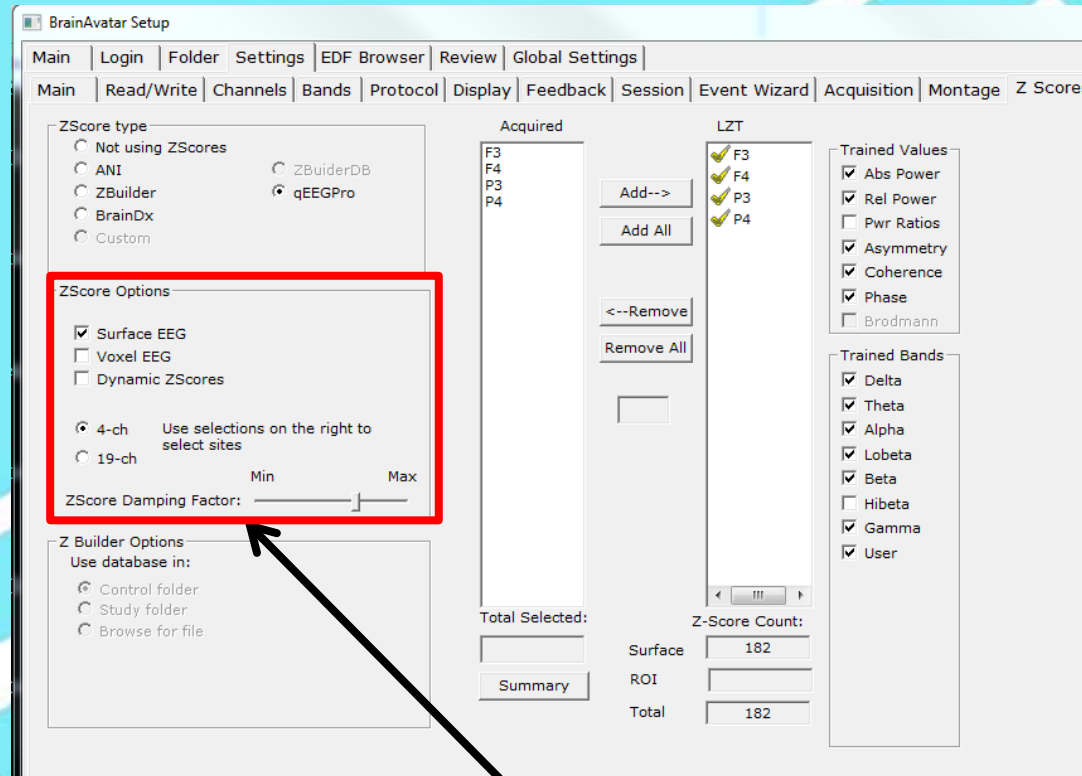 BrainAvatar Setup
Main Login Folder Settings EDF Browser Review Global Settings
Main Read/Write Channels Bands Protocol Display Feedback Session Event Wizard Acquisition Montage Z Score
ZScore type
Not using ZScores
ANI ZBuiderDB
ZBuilder qEEGPro
BrainDx
Custom
ZScore Options
Surface EEG
Voxel EEG
Dynamic ZScores
4-ch Use selections on the right to
select sites
19-ch
Min Max
ZScore Damping Factor:
Z Builder Options
Use database in:
Control folder
Study folder
Browse for file
Acquired
F3
F4
P3
P4
Total Selected:
Summary
Add-->
Add All
<--Remove
Remove All
LZT
F3
F4
P3
P4
Z-Score Count:
Surface 182
ROI
Total 182
Trained Values
Abs Power
Rel Power
Pwr Ratios
Asymmetry
Coherence
Phase
Brodmann
Trained Bands
Delta
Theta
Alpha
Lobeta
Beta
Hibeta
Gamma
User